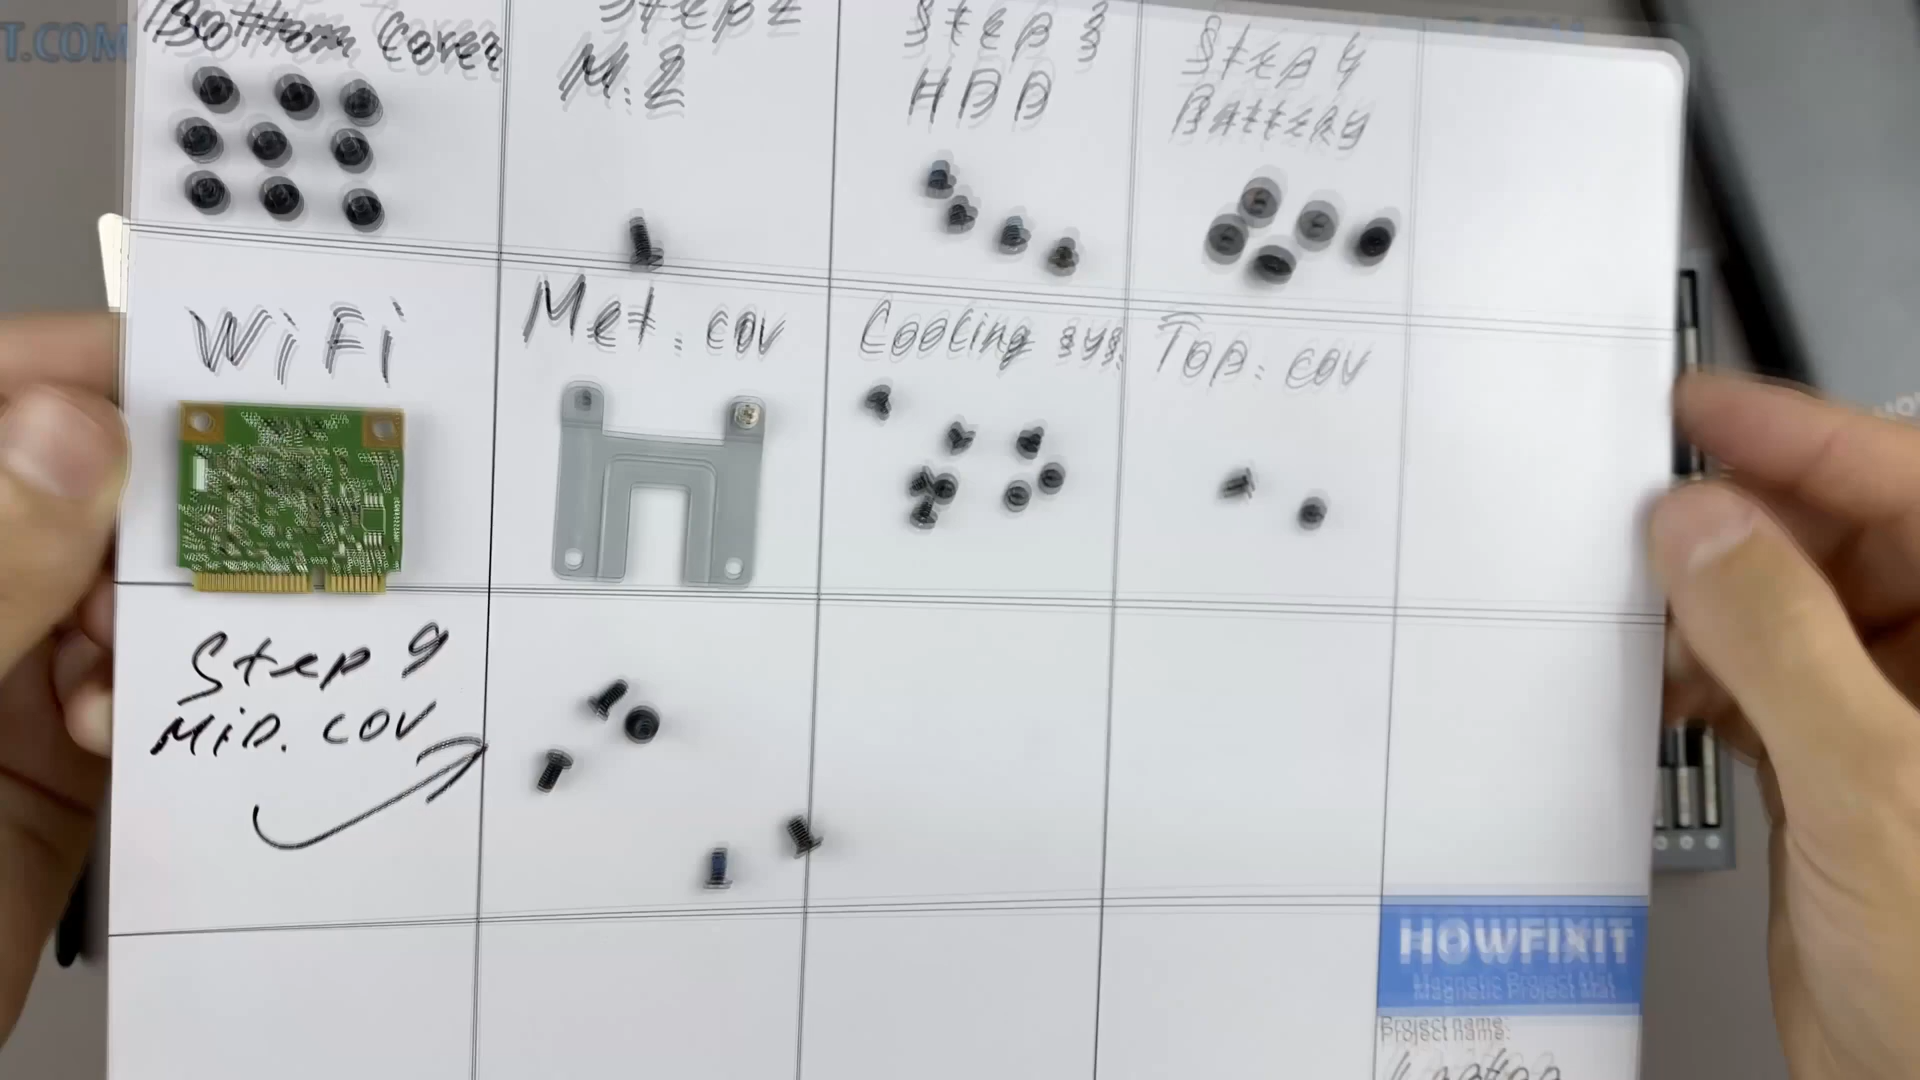 T.COM
Bottom Cover
Step 2
M.2
Step 3
HDD
Step 4
Battery
WiFi
Met. cov
Cooling sys.
Top. cov
Step 9
Mid. cov
HOWFIXIT
Magnetic Project Mat
Project name: